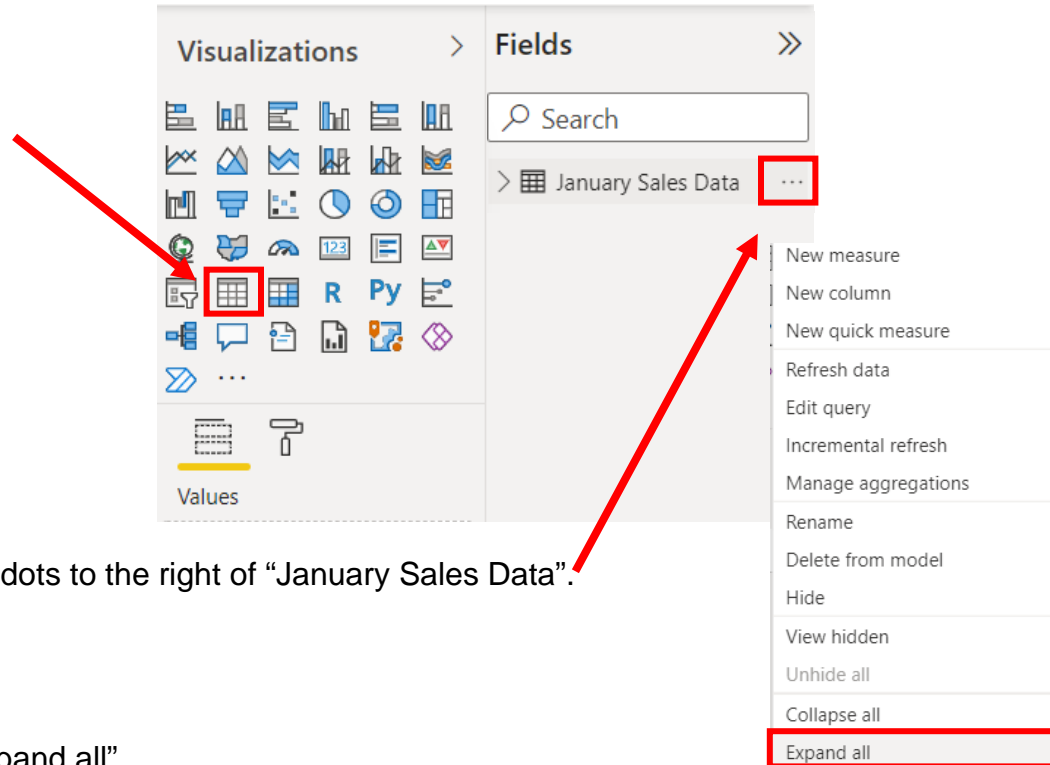 Visualizations
Fields
Search
January Sales Data
123
R Py
Values
New measure
New column
New quick measure
Refresh data
Edit query
Incremental refresh
Manage aggregations
Rename
Delete from model
Hide
View hidden
Unhide all
Collapse all
Expand all
dots to the right of “January Sales Data”.
pand all”